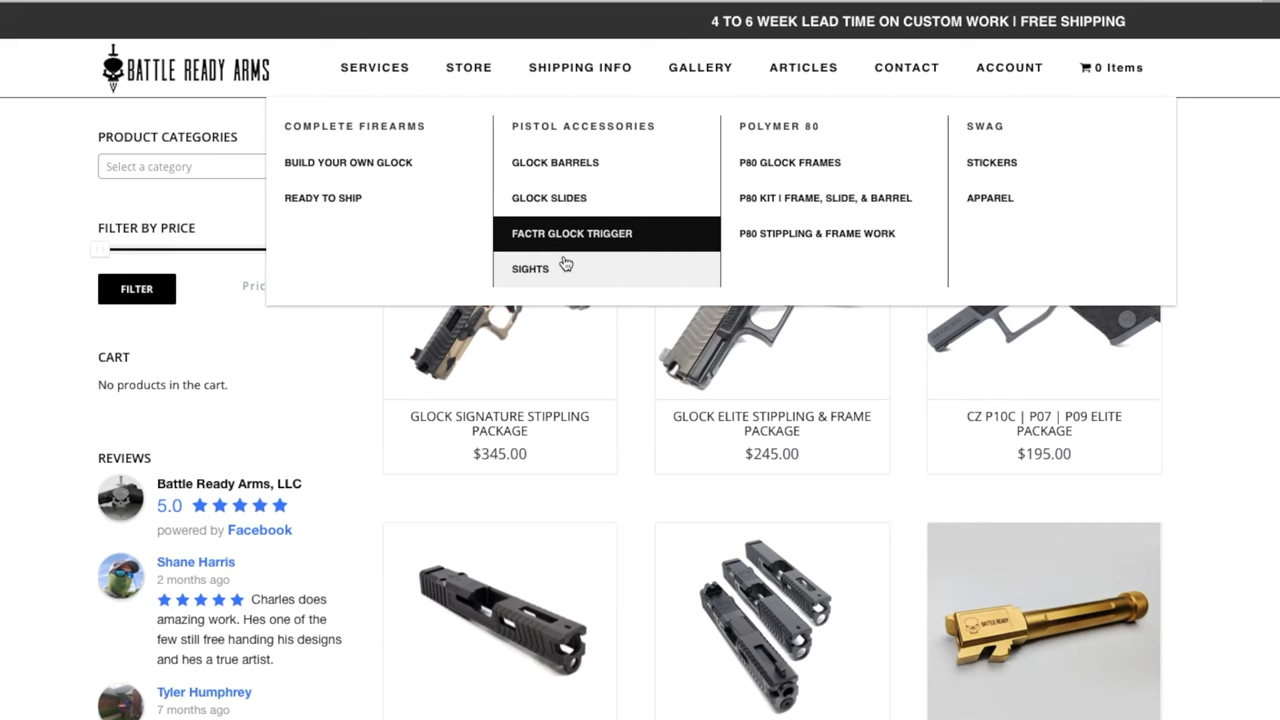 4 TO 6 WEEK LEAD TIME ON CUSTOM WORK | FREE SHIPPING
BATTLE READY ARMS
SERVICES STORE SHIPPING INFO GALLERY ARTICLES CONTACT ACCOUNT 0 Items
COMPLETE FIREARMS
BUILD YOUR OWN GLOCK
READY TO SHIP
PISTOL ACCESSORIES
GLOCK BARRELS
GLOCK SLIDES
FACTR GLOCK TRIGGER
SIGHTS
POLYMER 80
P80 GLOCK FRAMES
P80 KIT | FRAME, SLIDE, & BARREL
P80 STIPPLING & FRAME WORK
SWAG
STICKERS
APPAREL
PRODUCT CATEGORIES
Select a category
FILTER BY PRICE
FILTER
Pric
CART
No products in the cart.
REVIEWS
Battle Ready Arms, LLC
5.0
powered by Facebook
Shane Harris
2 months ago
Charles does
amazing work. Hes one of the
few still free handing his designs
and hes a true artist.
Tyler Humphrey
7 months ago
GLOCK SIGNATURE STIPPLING
PACKAGE
$345.00
GLOCK ELITE STIPPLING & FRAME
PACKAGE
$245.00
CZ P10C | P07 | P09 ELITE
PACKAGE
$195.00
BATTLE READY